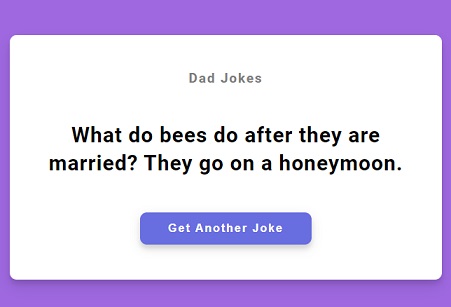 Dad Jokes
What do bees do after they are
married? They go on a honeymoon.
Get Another Joke